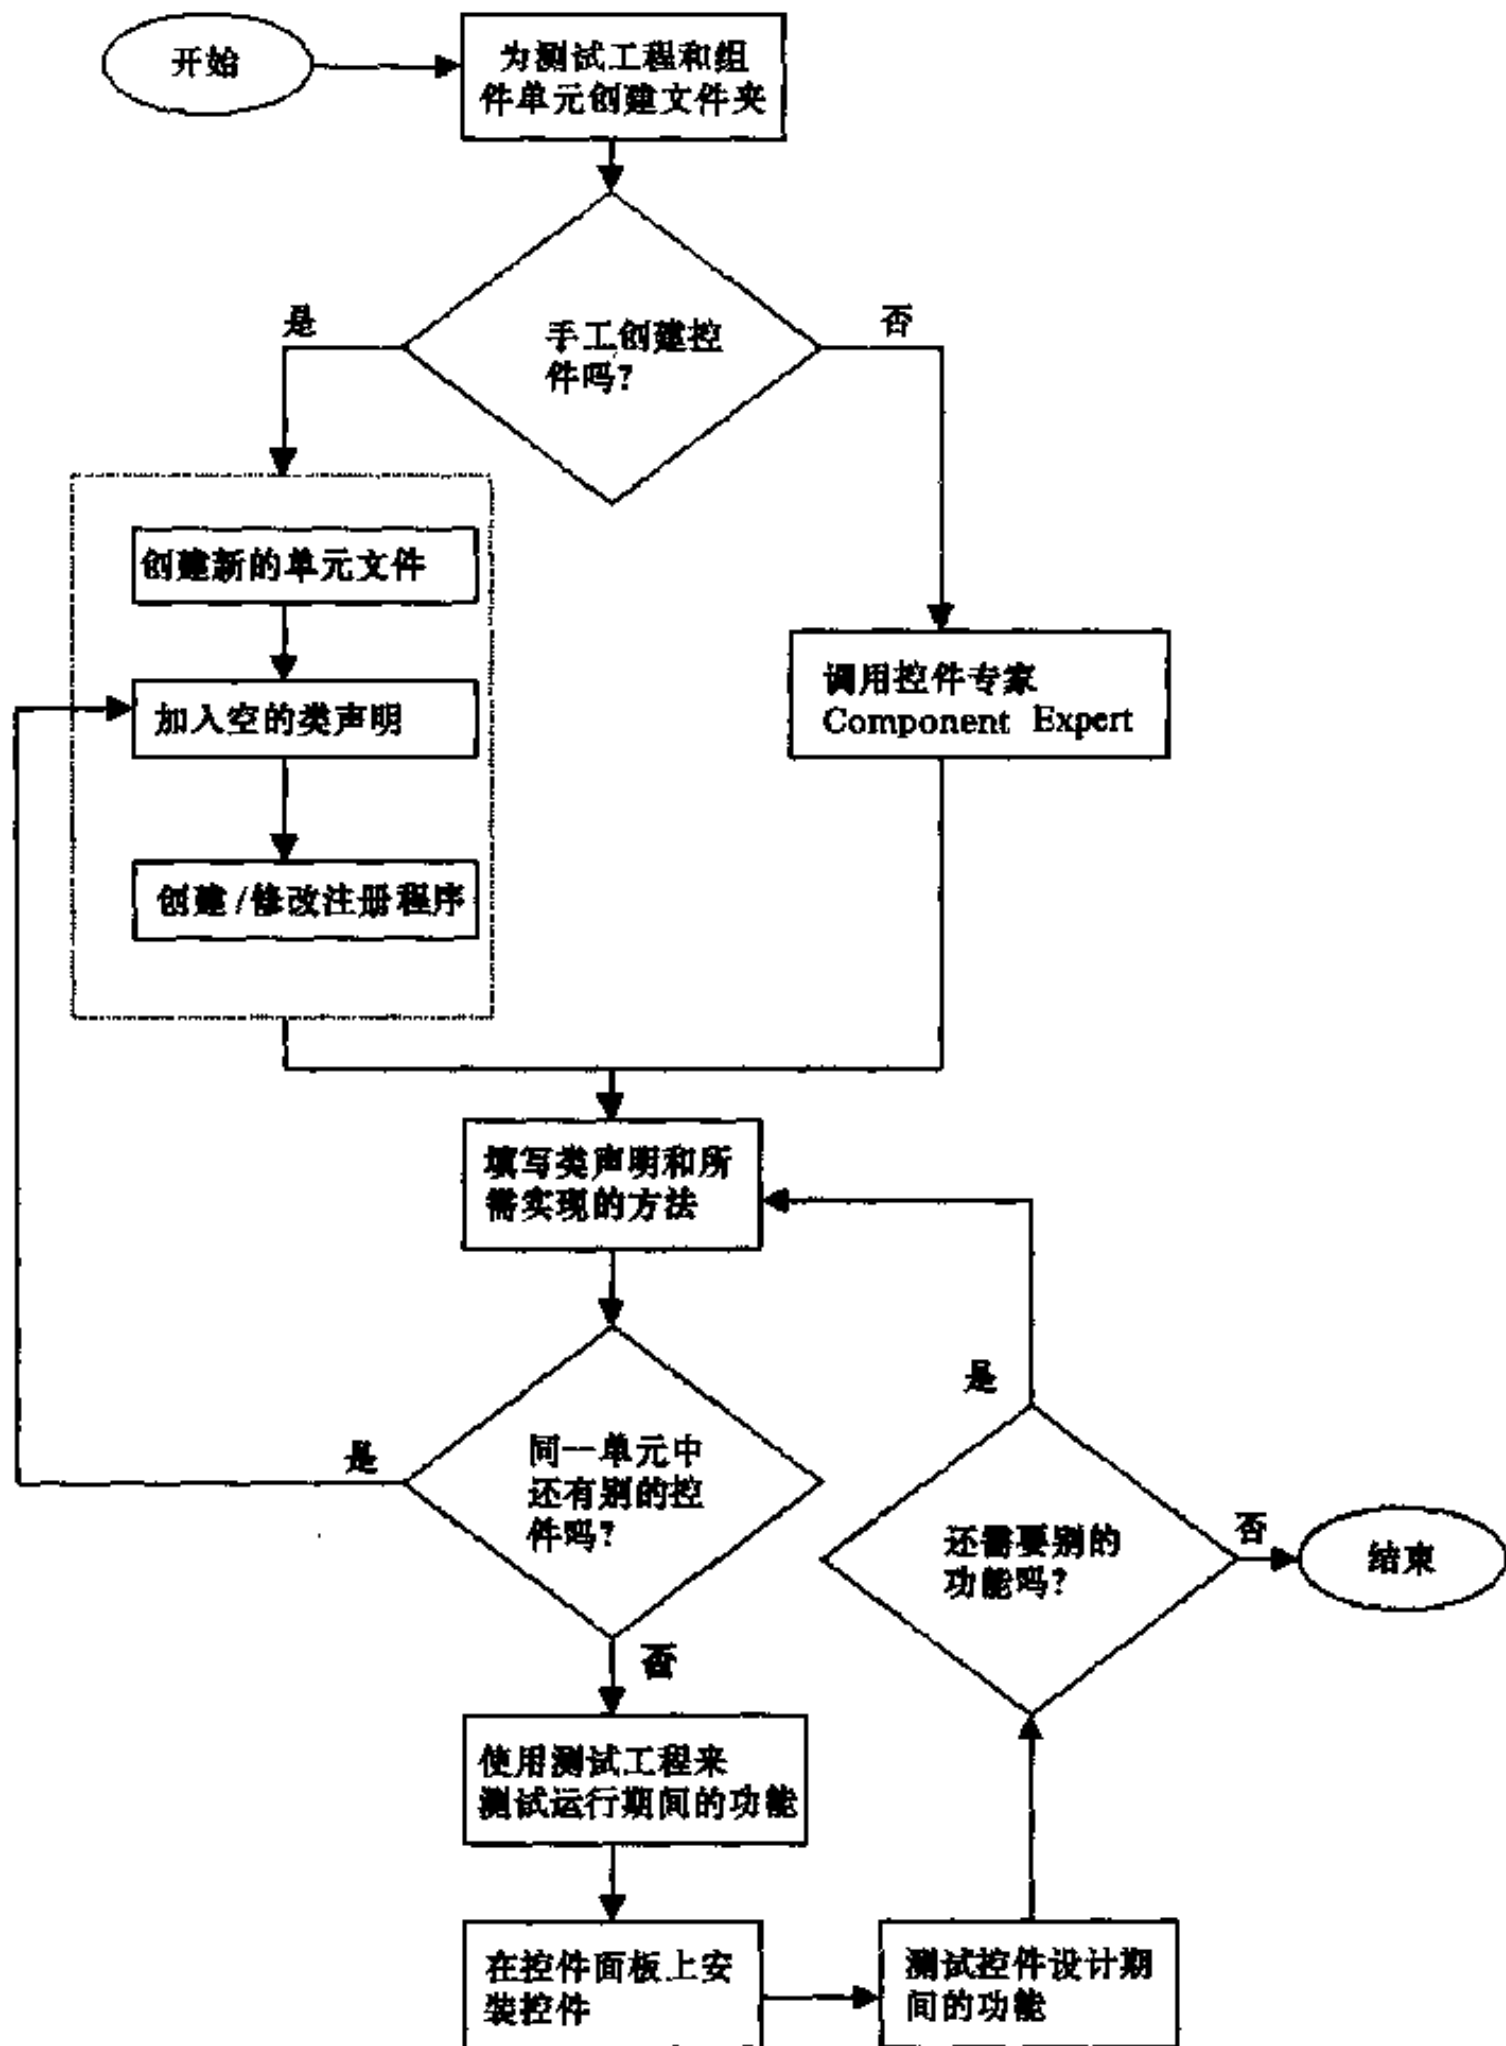 开始
为测试工程和组
件单元创建文件夹
是
否
手工创建控
件吗?
创建新的单元文件
加入空的类声明
调用控件专家
Component Expert
创建/修改注册程序
填写类声明和所
需实现的方法
是
是
同一单元中
还有别的控
件吗?
否
还需要别的
功能吗?
结束
否
使用测试工程来
测试运行期间的功能
在控件面板上安
装控件
测试控件设计期
间的功能